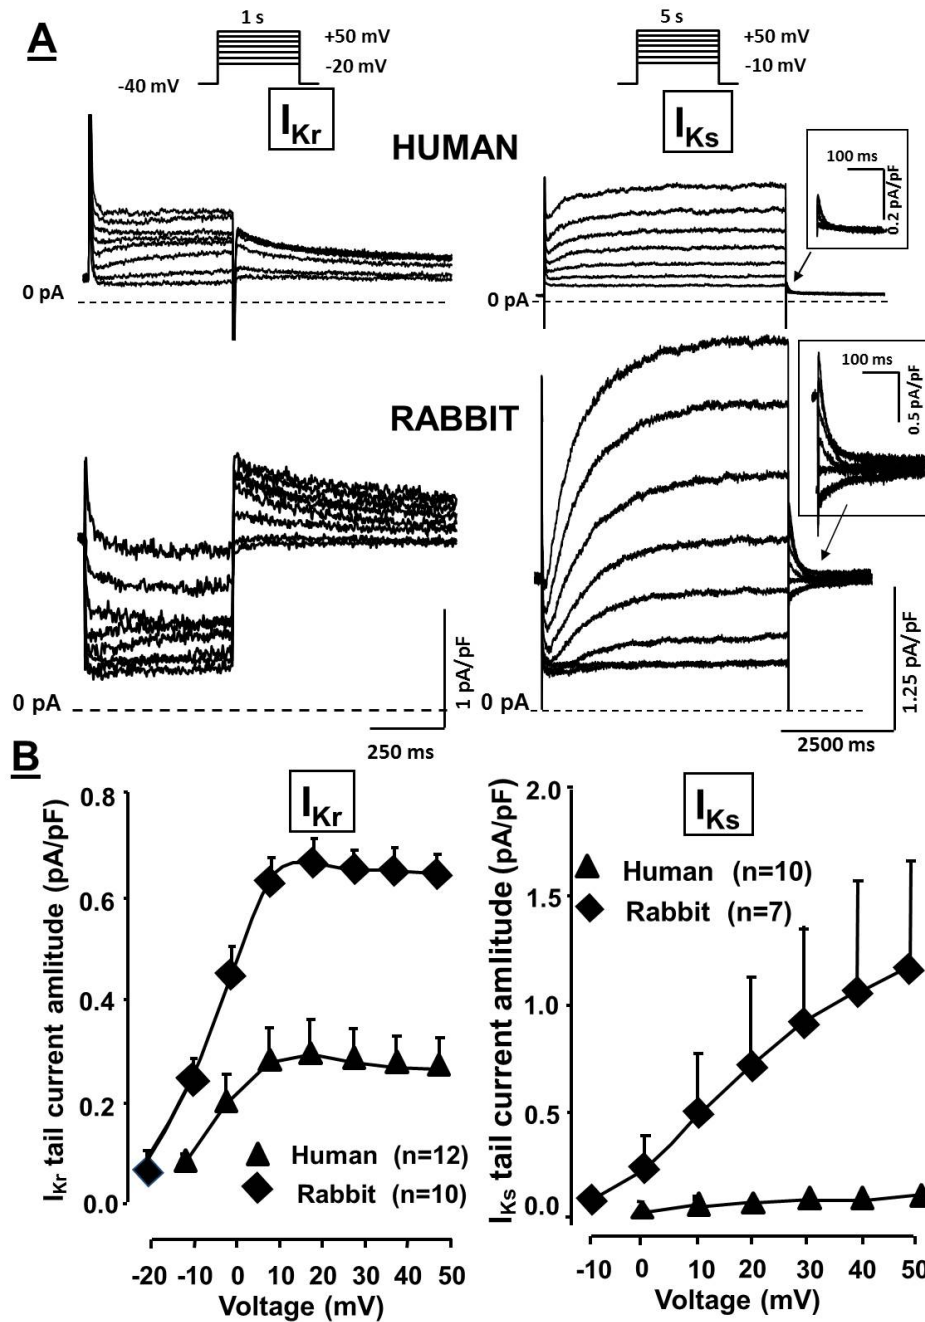 A
1 s
+50 mV
-20 mV
-40 mV
IKr
5 s
+50 mV
-10 mV
IKs
HUMAN
100 ms
0.2 pA/pF
0 pA
0 pA
RABBIT
100 ms
0.5 pA/pF
1 pA/pF
1.25 pA/pF
0 pA
0 pA
250 ms
2500 ms
B
IKr
IKr tail current amlitude (pA/pF)
0.8
0.6
0.4
0.2
0.0
Human (n=12)
Rabbit (n=10)
-20 -10 0 10 20 30 40 50
Voltage (mV)
IKs
IKs tail current amlitude (pA/pF)
2.0
1.5
1.0
0.5
0.0
Human (n=10)
Rabbit (n=7)
-10 0 10 20 30 40 50
Voltage (mV)